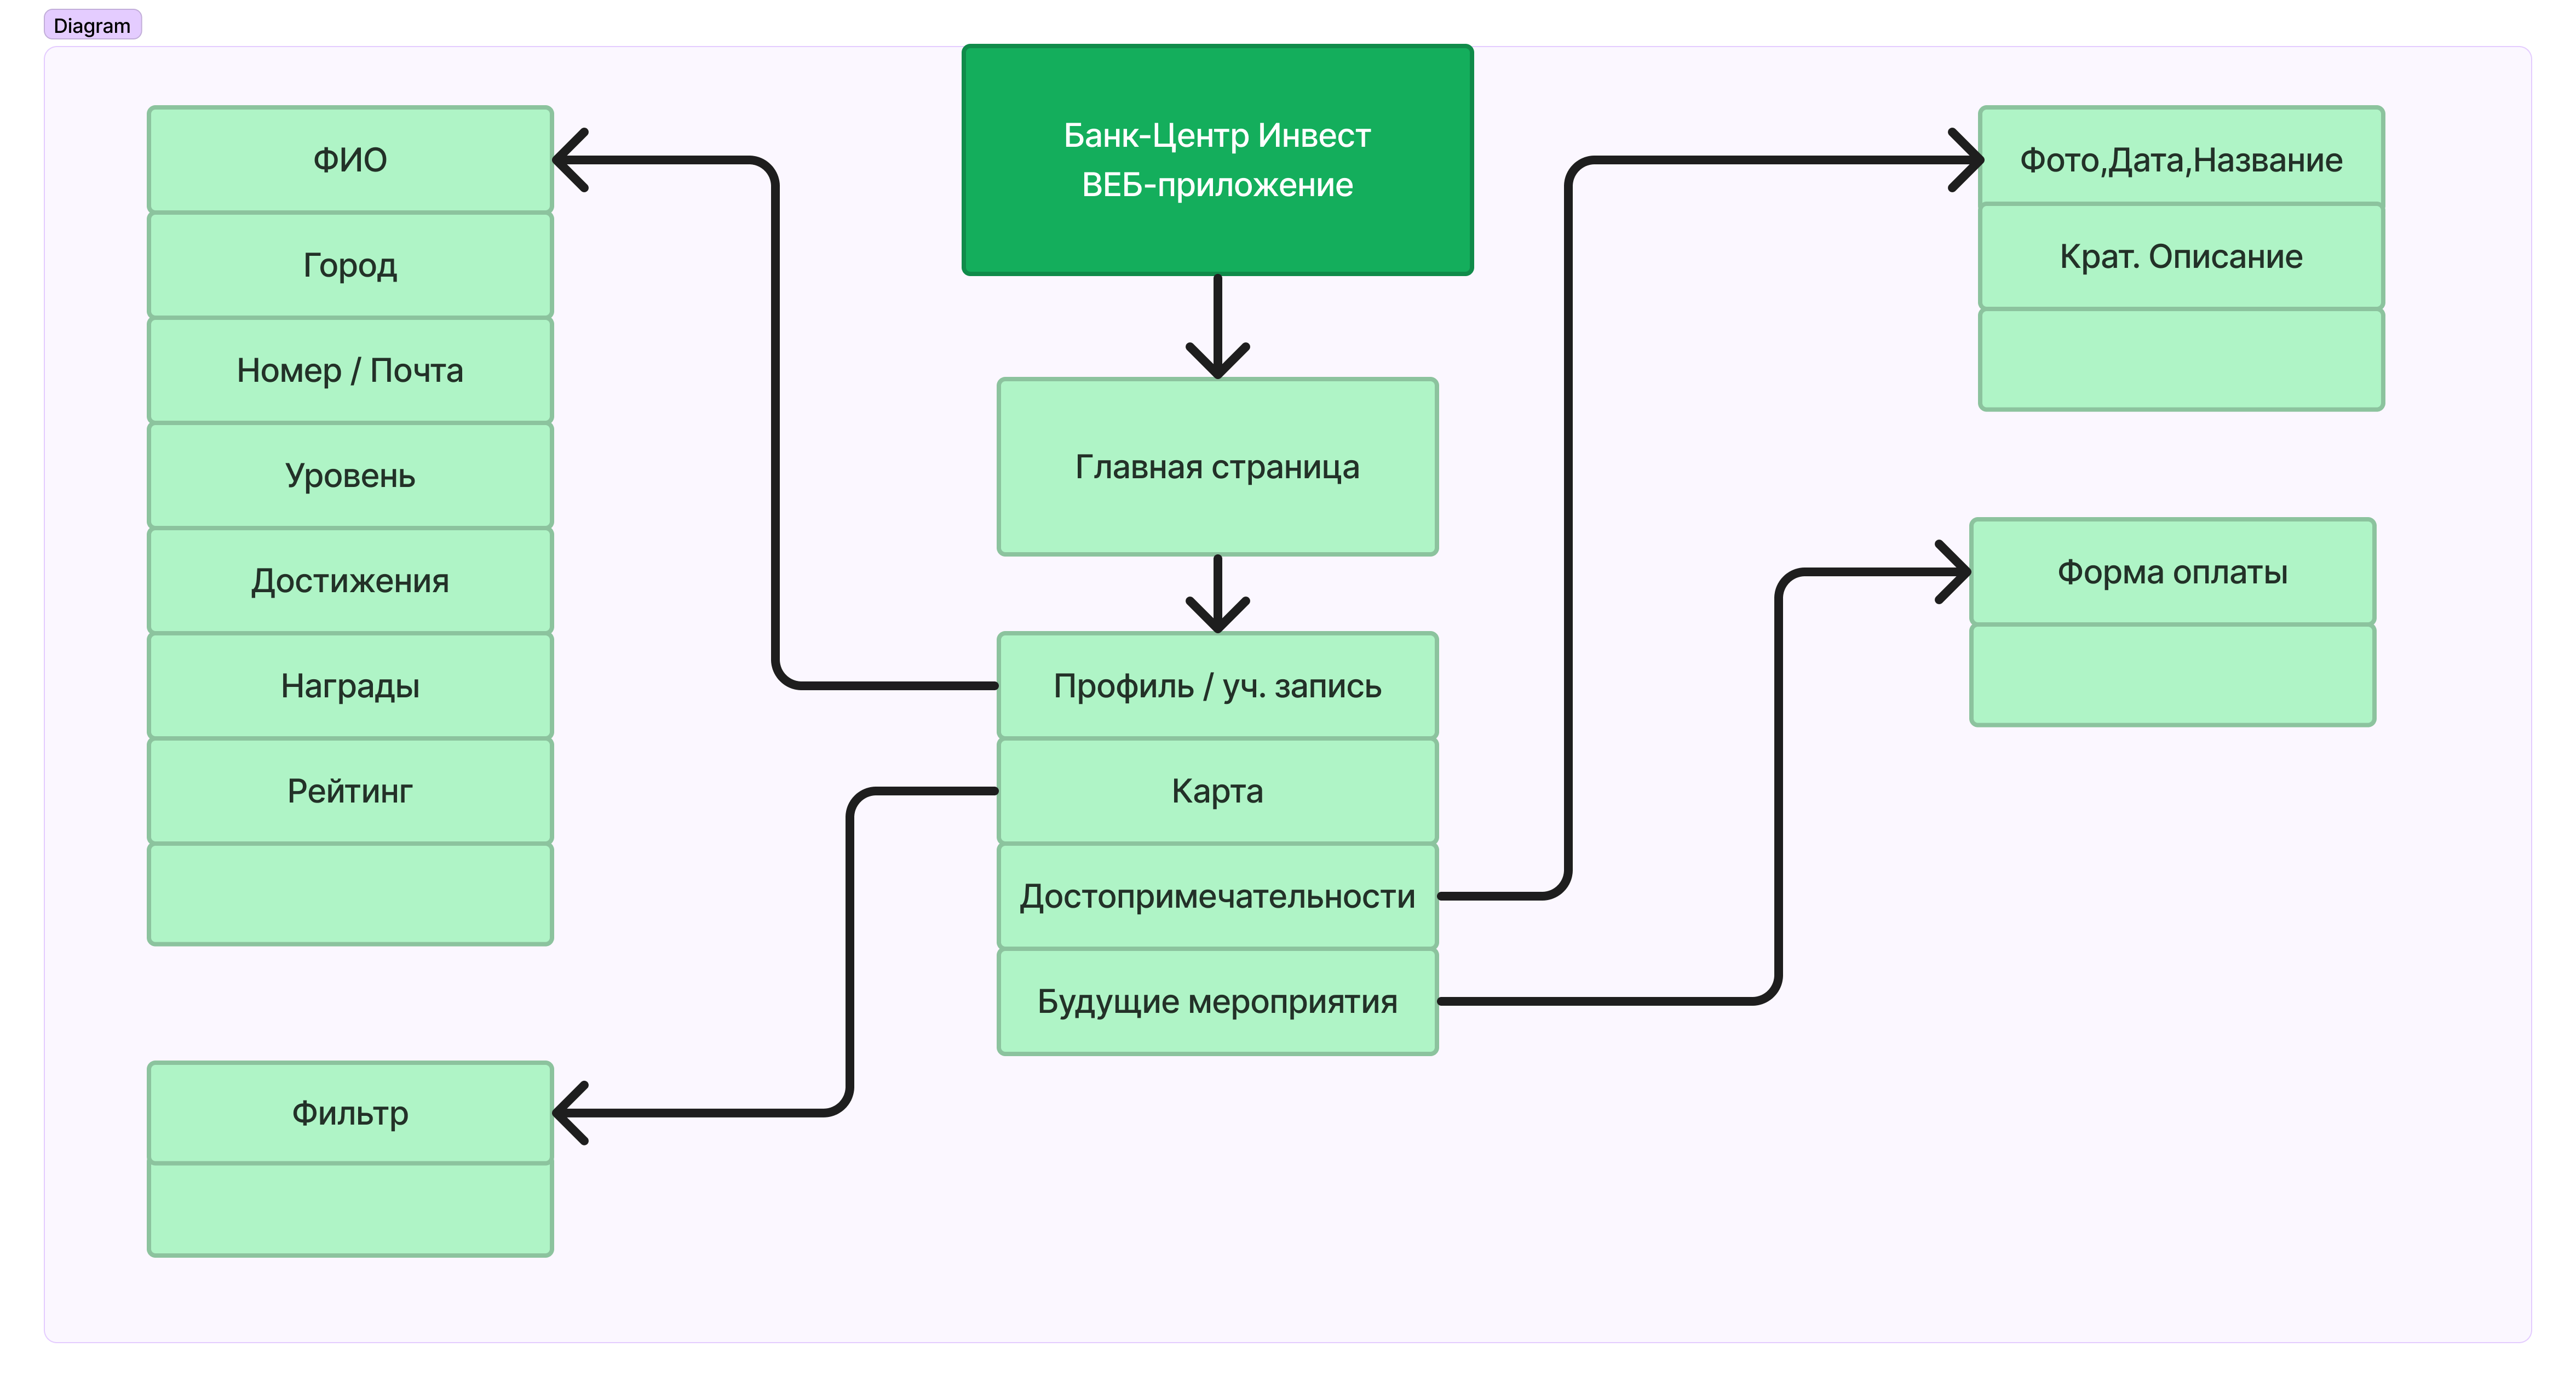 Diagram
Банк-Центр Инвест
ВЕБ-приложение
ФИО
Город
Номер / Почта
Уровень
Достижения
Награды
Рейтинг
Фильтр
Главная страница
Профиль / уч. запись
Карта
Достопримечательности
Будущие мероприятия
Фото,Дата,Название
Крат. Описание
Форма оплаты